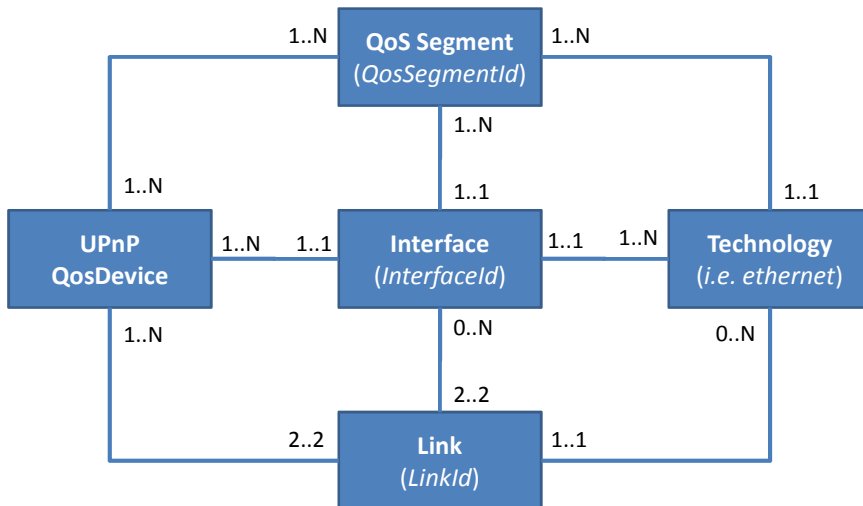 1..N
QoS Segment
(QosSegmentId)
1..N
1..N
1..N
1..1
1..1
UPnP
QosDevice
1..N
1..1
Interface
(InterfaceId)
1..1
1..N
Technology
(i.e. ethernet)
1..N
0..N
0..N
2..2
2..2
Link
(LinkId)
1..1